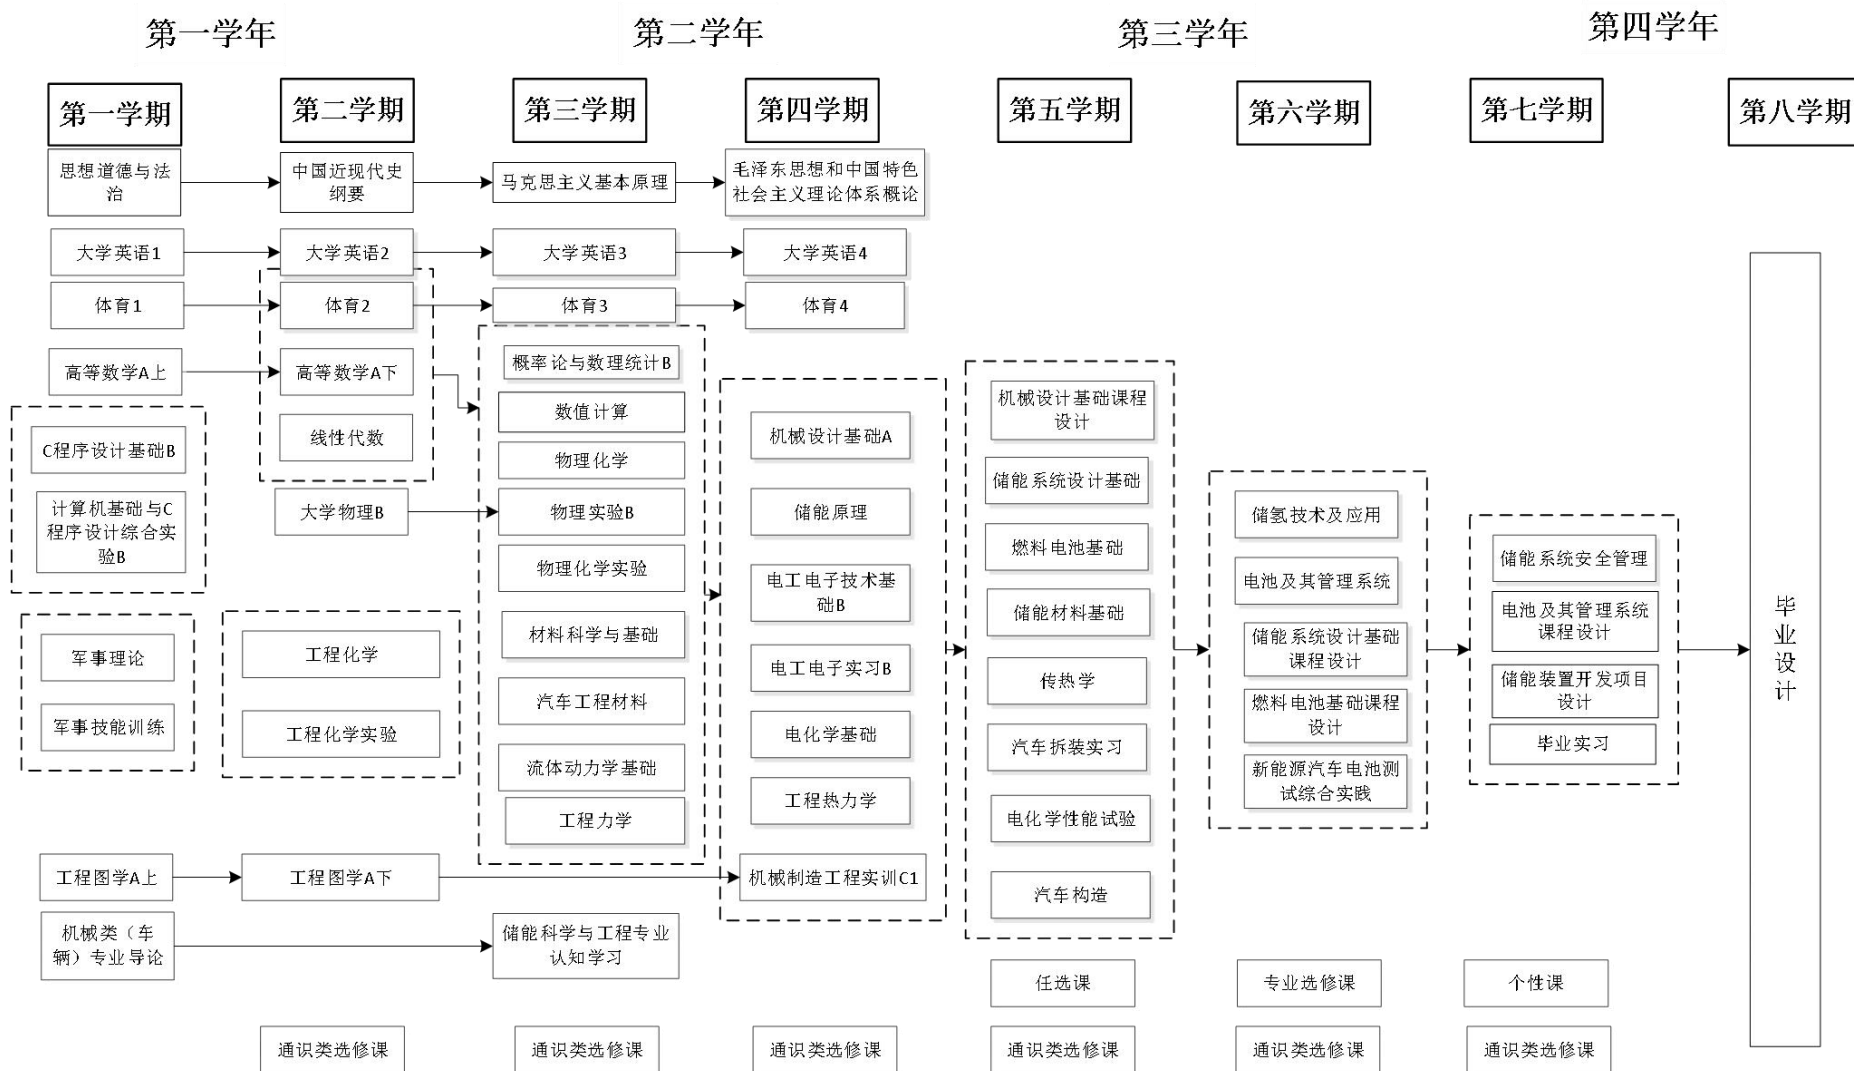 第一学年
第二学年
第三学年
第四学年
第一学期
第二学期
第三学期
第四学期
第五学期
第六学期
第七学期
第八学期
思想道德与法
治
中国近现代史
纲要
马克思主义基本原理
毛泽东思想和中国特色
社会主义理论体系概论
大学英语1
大学英语2
大学英语3
大学英语4
体育1
体育2
体育3
体育4
高等数学A上
高等数学A下
线性代数
大学物理B
C程序设计基础B
计算机基础与C
程序设计综合实
验B
军事理论
军事技能训练
工程化学
工程化学实验
概率论与数理统计B
数值计算
物理化学
物理实验B
物理化学实验
材料科学与基础
汽车工程材料
流体动力学基础
工程力学
机械设计基础A
储能原理
电工电子技术基
础B
电工电子实习B
电化学基础
工程热力学
机械制造工程实训C1
机械设计基础课程
设计
储能系统设计基础
燃料电池基础
储能材料基础
传热学
汽车拆装实习
电化学性能试验
汽车构造
储氢技术及应用
电池及其管理系统
储能系统设计基础
课程设计
燃料电池基础课程
设计
新能源汽车电池测
试综合实践
储能系统安全管理
电池及其管理系统
课程设计
储能装置开发项目
设计
毕业实习
毕业设计
工程图学A上
工程图学A下
机械类（车
辆）专业导论
储能科学与工程专业
认知学习
任选课
专业选修课
个性课
通识类选修课
通识类选修课
通识类选修课
通识类选修课
通识类选修课
通识类选修课